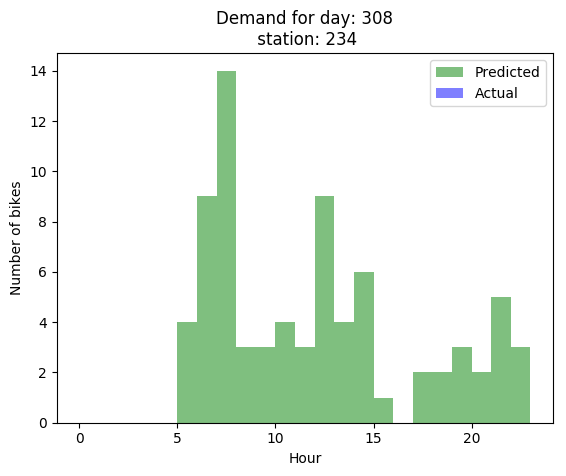 Demand for day: 308
station: 234
Predicted
Actual
Number of bikes
14
12
10
8
6
4
2
0
0 5 10 15 20
Hour